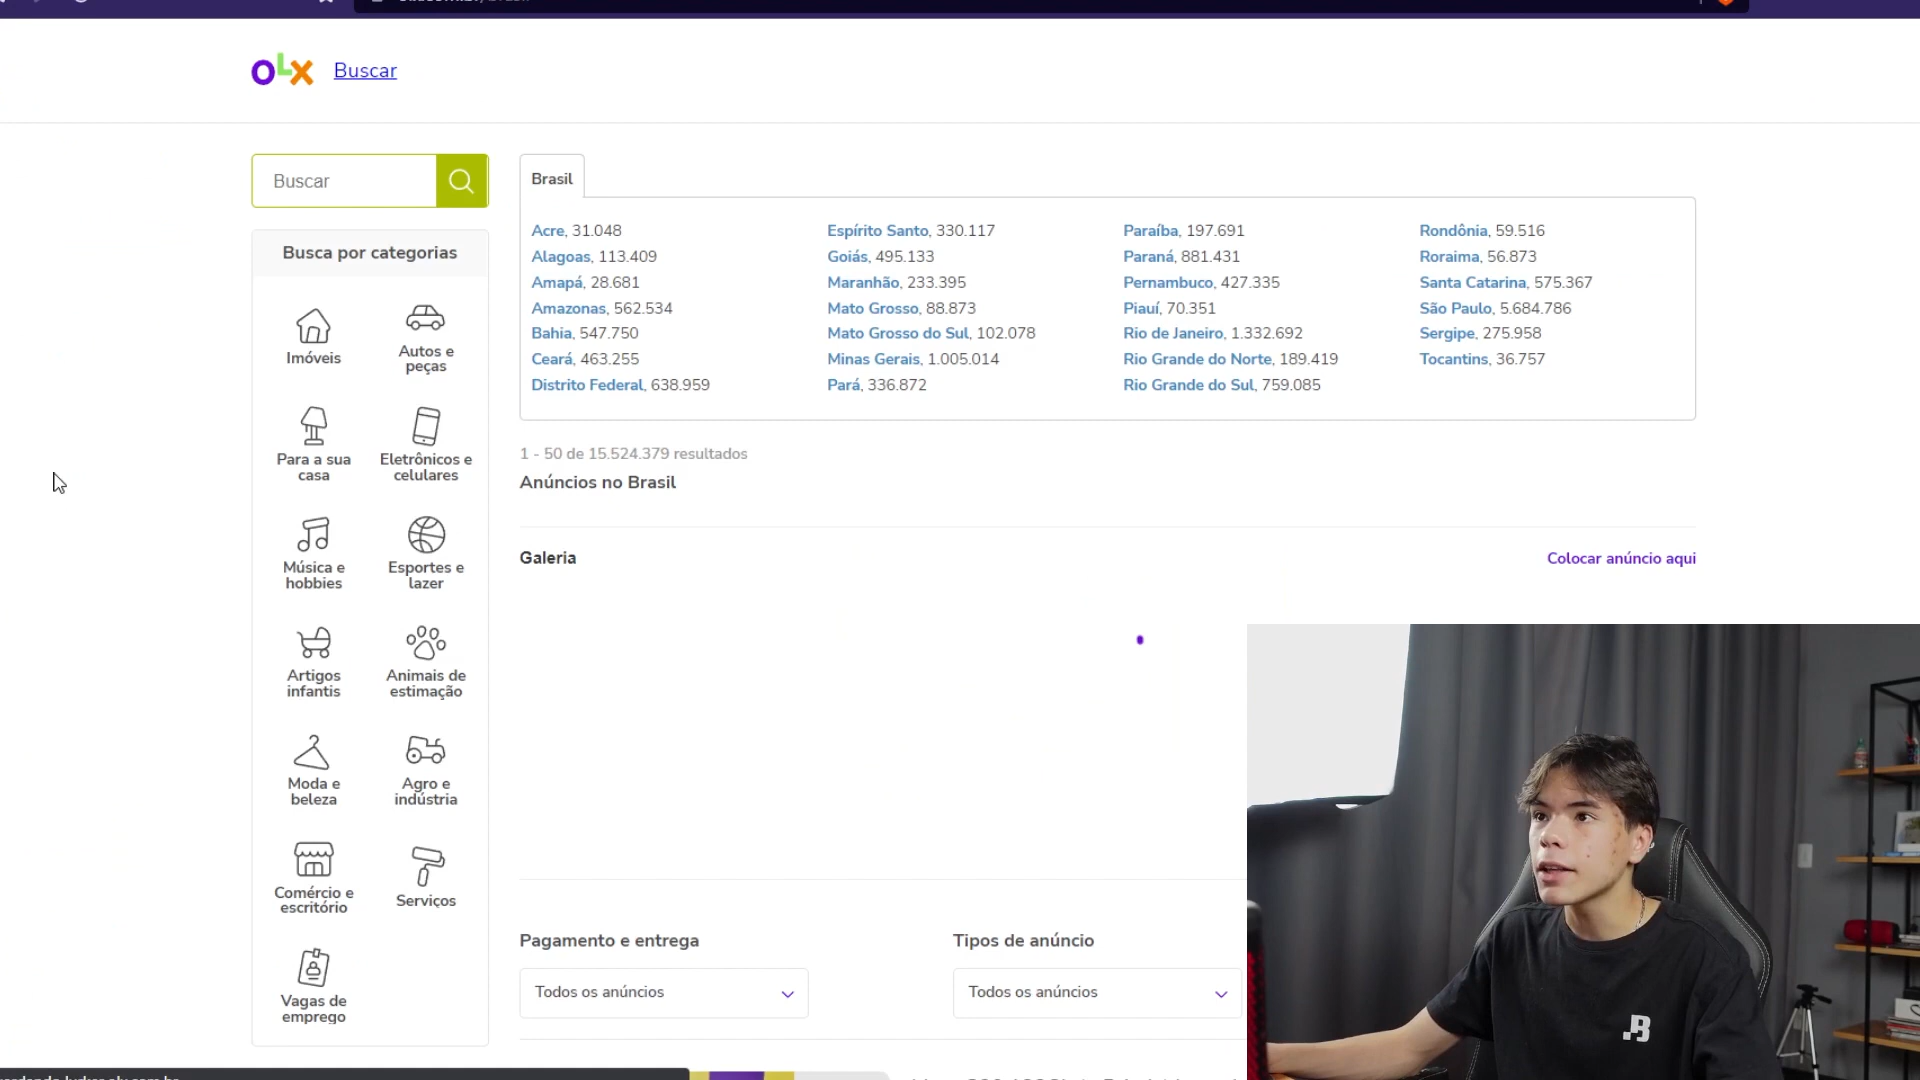 OLX Buscar
Buscar
Busca por categorias
Imóveis
Autos e
peças
Para a sua
casa
Eletrônicos e
celulares
Música e
hobbies
Esportes e
lazer
Artigos
infantis
Animais de
estimação
Moda e
beleza
Agro e
indústria
Comércio e
escritório
Serviços
Vagas de
emprego
Brasil
Acre, 31.048
Alagoas, 113.409
Amapá, 28.681
Amazonas, 562.534
Bahia, 547.750
Ceará, 463.255
Distrito Federal, 638.959
Espírito Santo, 330.117
Goiás, 495.133
Maranhão, 233.395
Mato Grosso, 88.873
Mato Grosso do Sul, 102.078
Minas Gerais, 1.005.014
Pará, 336.872
Paraíba, 197.691
Paraná, 881.431
Pernambuco, 427.335
Piauí, 70.351
Rio de Janeiro, 1.332.692
Rio Grande do Norte, 189.419
Rio Grande do Sul, 759.085
Rondônia, 59.516
Roraima, 56.873
Santa Catarina, 575.367
São Paulo, 5.684.786
Sergipe, 275.958
Tocantins, 36.757
1 - 50 de 15.524.379 resultados
Anúncios no Brasil
Galeria
Colocar anúncio aqui
Pagamento e entrega
Todos os anúncios
Tipos de anúncio
Todos os anúncios
B